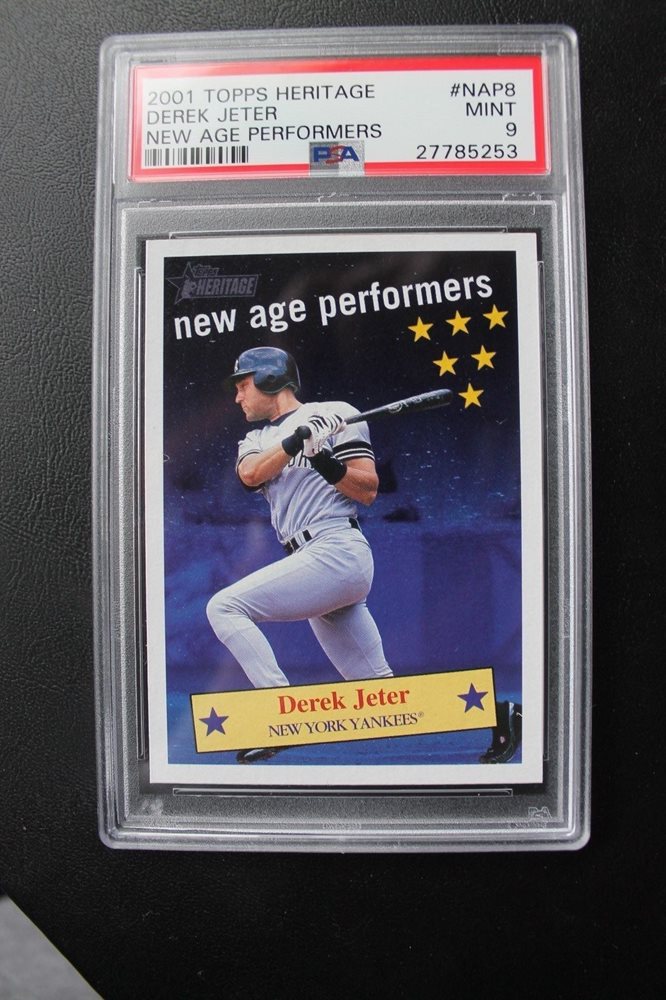 2001 TOPPS HERITAGE #NAP8
DEREK JETER MINT
NEW AGE PERFORMERS 9
PSA 27785253
Topps
HERITAGE
new age performers
Derek Jeter
NEW YORK YANKEES®